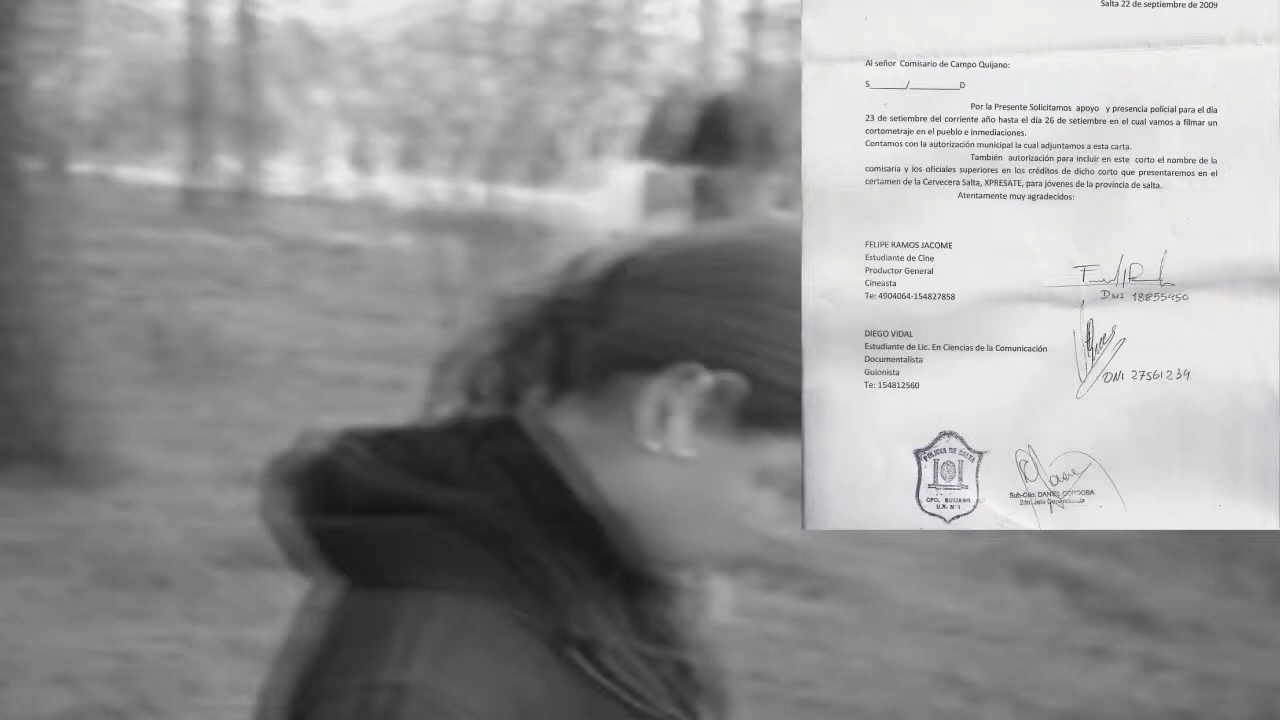 Salta 22 de septiembre de 2009
Al señor Comisario de Campo Quijano:
S______/________D
Por la Presente Solicitamos apoyo y presencia policial para el día
23 de setiembre del corriente año hasta el día 26 de setiembre en el cual vamos a filmar un
cortometraje en el pueblo e inmediaciones.
Contamos con la autorización municipal la cual adjuntamos a esta carta.
También autorización para incluir en este corto el nombre de la
comisaria y los oficiales superiores en los créditos de dicho corto que presentaremos en el
certamen de la Cervecera Salta, XPRESATE, para jóvenes de la provincia de salta.
Atentamente muy agradecidos:
FELIPE RAMOS JACOME
Estudiante de Cine
Productor General
Cineasta
Te: 4904064-154827858
DNI 18855450
DIEGO VIDAL
Estudiante de Lic. En Ciencias de la Comunicación
Documentalista
Guionista
Te: 154812560
DNI 27561234
POLICIA DE SALTA
CPO. QUIJANO
U.R. N° 1
Sub-Crio. DANIEL CORDOBA
2do. Jefe